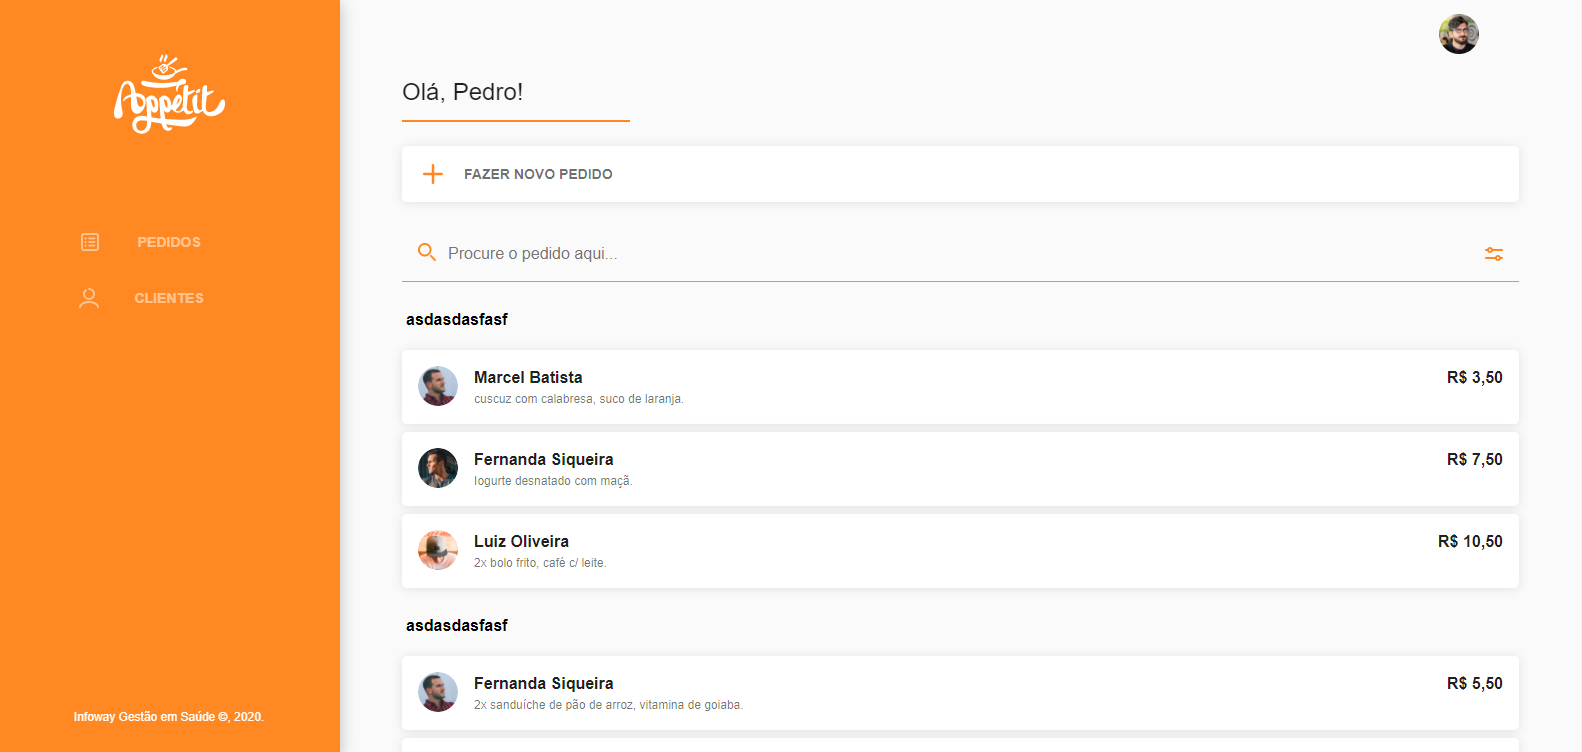 Appétit
Olá, Pedro!
FAZER NOVO PEDIDO
PEDIDOS
CLIENTES
Procure o pedido aqui...
asdasdasfasf
Marcel Batista
R$ 3,50
cuscuz com calabresa, suco de laranja.
Fernanda Siqueira
R$ 7,50
Iogurte desnatado com maçã.
Luiz Oliveira
R$ 10,50
2x bolo frito, café c/ leite.
asdasdasfasf
Fernanda Siqueira
R$ 5,50
2x sanduíche de pão de arroz, vitamina de goiaba.
Infoway Gestão em Saúde ©, 2020.